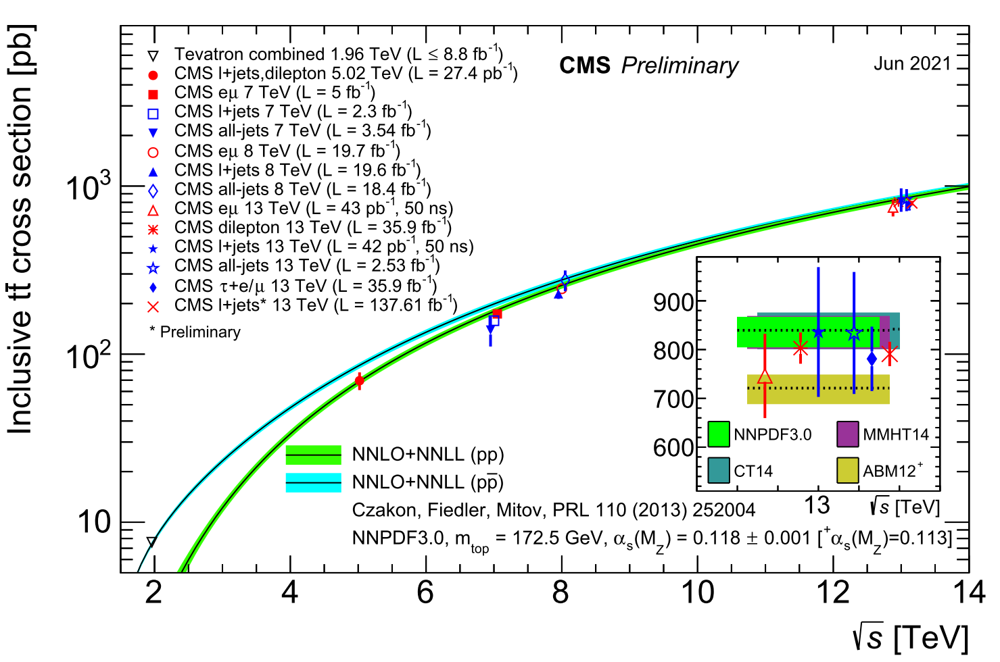 Inclusive tt̄ cross section [pb]
CMS Preliminary
Jun 2021
Tevatron combined 1.96 TeV (L ≤ 8.8 fb⁻¹)
CMS l+jets,dilepton 5.02 TeV (L = 27.4 pb⁻¹)
CMS eμ 7 TeV (L = 5 fb⁻¹)
CMS l+jets 7 TeV (L = 2.3 fb⁻¹)
CMS all-jets 7 TeV (L = 3.54 fb⁻¹)
CMS eμ 8 TeV (L = 19.7 fb⁻¹)
CMS l+jets 8 TeV (L = 19.6 fb⁻¹)
CMS all-jets 8 TeV (L = 18.4 fb⁻¹)
CMS eμ 13 TeV (L = 43 pb⁻¹, 50 ns)
CMS dilepton 13 TeV (L = 35.9 fb⁻¹)
CMS l+jets 13 TeV (L = 42 pb⁻¹, 50 ns)
CMS all-jets 13 TeV (L = 2.53 fb⁻¹)
CMS τ+e/μ 13 TeV (L = 35.9 fb⁻¹)
CMS l+jets* 13 TeV (L = 137.61 fb⁻¹)
* Preliminary
10³
10²
10
900
800
700
600
NNPDF3.0
MMHT14
CT14
ABM12⁺
13
√s [TeV]
NNLO+NNLL (pp)
NNLO+NNLL (pp̄)
Czakon, Fiedler, Mitov, PRL 110 (2013) 252004
NNPDF3.0, m_top = 172.5 GeV, α_s(M_Z) = 0.118 ± 0.001 [⁺α_s(M_Z)=0.113]
2 4 6 8 10 12 14
√s [TeV]